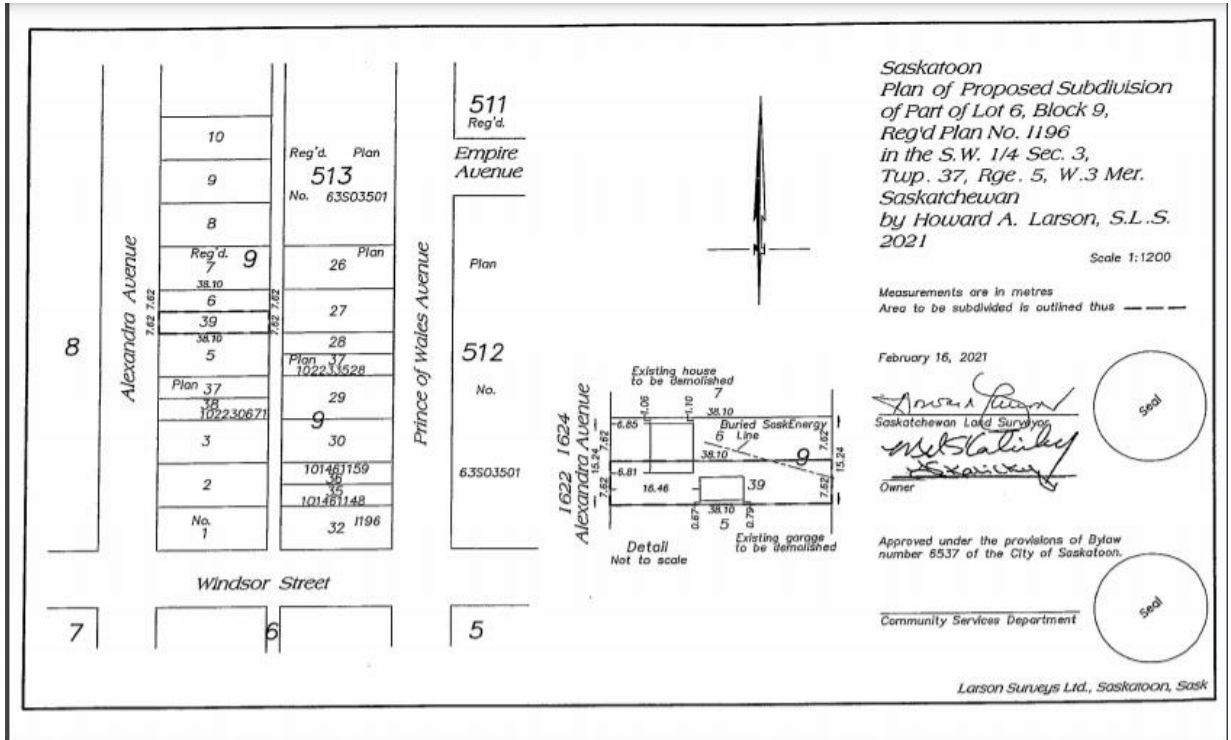 Saskatoon
Plan of Proposed Subdivision
of Part of Lot 6, Block 9,
Reg'd Plan No. I196
in the S.W. 1/4 Sec. 3,
Twp. 37, Rge. 5, W.3 Mer.
Saskatchewan
by Howard A. Larson, S.L.S.
2021
Scale 1:1200
Measurements are in metres
Area to be subdivided is outlined thus
February 16, 2021
Saskatchewan Land Surveyor
Owner
Seal
Approved under the provisions of Bylaw
number 6537 of the City of Saskatoon.
Community Services Department
Seal
Larson Surveys Ltd., Saskatoon, Sask
8
Alexandra Avenue
10
9
8
Reg'd.
7
9
38.10
6
39
38.10
5
7.62 7.62
7.62 7.62
Plan 37
38
102230671
3
2
No.
1
Reg'd. Plan
513
No. 63S03501
Plan
26
27
28
Plan 37
102233528
29
9
30
101461159
36
35
101461148
32 I196
Prince of Wales Avenue
511
Reg'd.
Empire
Avenue
Plan
512
No.
63S03501
Windsor Street
7
6
5
Existing house
to be demolished
7
1.06
1.10
38.10
6.85
Buried SaskEnergy
Line
6
38.10
9
7.62
7.62
15.24
15.24
6.81
16.46
39
7.62
7.62
0.67
38.10
5
0.79
1622 1624
Alexandra Avenue
Detail
Not to scale
Existing garage
to be demolished